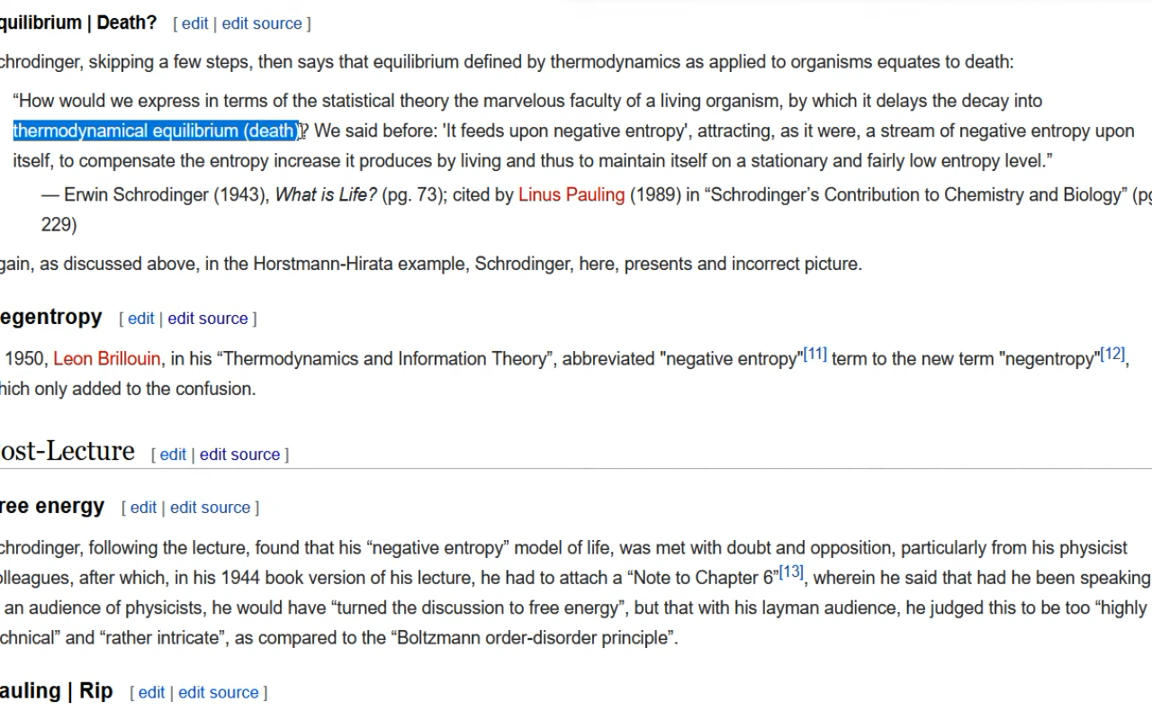 quilibrium | Death? [ edit | edit source ]
chrodinger, skipping a few steps, then says that equilibrium defined by thermodynamics as applied to organisms equates to death:
“How would we express in terms of the statistical theory the marvelous faculty of a living organism, by which it delays the decay into
thermodynamical equilibrium (death)? We said before: 'It feeds upon negative entropy', attracting, as it were, a stream of negative entropy upon
itself, to compensate the entropy increase it produces by living and thus to maintain itself on a stationary and fairly low entropy level.”
— Erwin Schrodinger (1943), What is Life? (pg. 73); cited by Linus Pauling (1989) in “Schrodinger’s Contribution to Chemistry and Biology” (pg
229)
gain, as discussed above, in the Horstmann-Hirata example, Schrodinger, here, presents and incorrect picture.
egentropy [ edit | edit source ]
1950, Leon Brillouin, in his “Thermodynamics and Information Theory”, abbreviated "negative entropy"[11] term to the new term "negentropy"[12],
hich only added to the confusion.
ost-Lecture [ edit | edit source ]
ree energy [ edit | edit source ]
chrodinger, following the lecture, found that his “negative entropy” model of life, was met with doubt and opposition, particularly from his physicist
olleagues, after which, in his 1944 book version of his lecture, he had to attach a “Note to Chapter 6”[13], wherein he said that had he been speaking
an audience of physicists, he would have “turned the discussion to free energy”, but that with his layman audience, he judged this to be too “highly
chnical” and “rather intricate”, as compared to the “Boltzmann order-disorder principle”.
auling | Rip [ edit | edit source ]